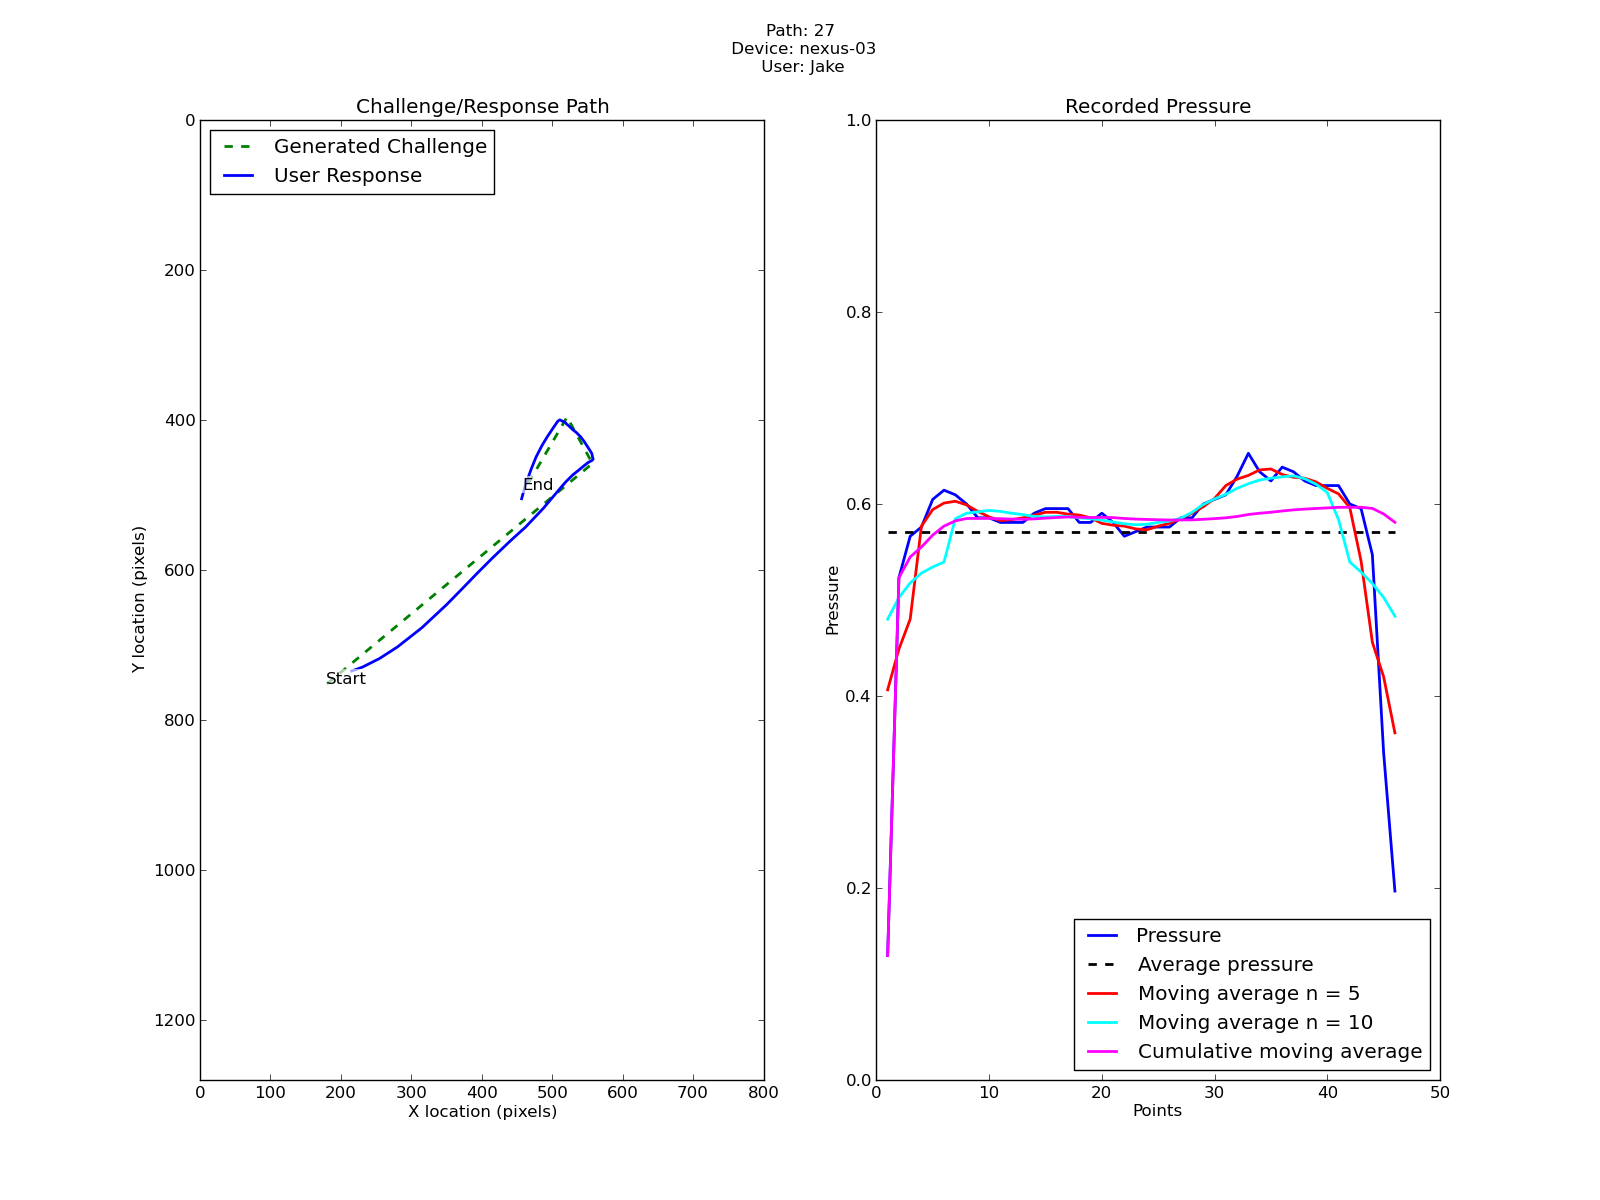 Path: 27
Device: nexus-03
User: Jake
Challenge/Response Path
Generated Challenge
User Response
0
200
400
600
800
1000
1200
Y location (pixels)
End
Start
0 100 200 300 400 500 600 700 800
X location (pixels)
Recorded Pressure
1.0
0.8
0.6
0.4
0.2
0.0
Pressure
Pressure
Average pressure
Moving average n = 5
Moving average n = 10
Cumulative moving average
0 10 20 30 40 50
Points